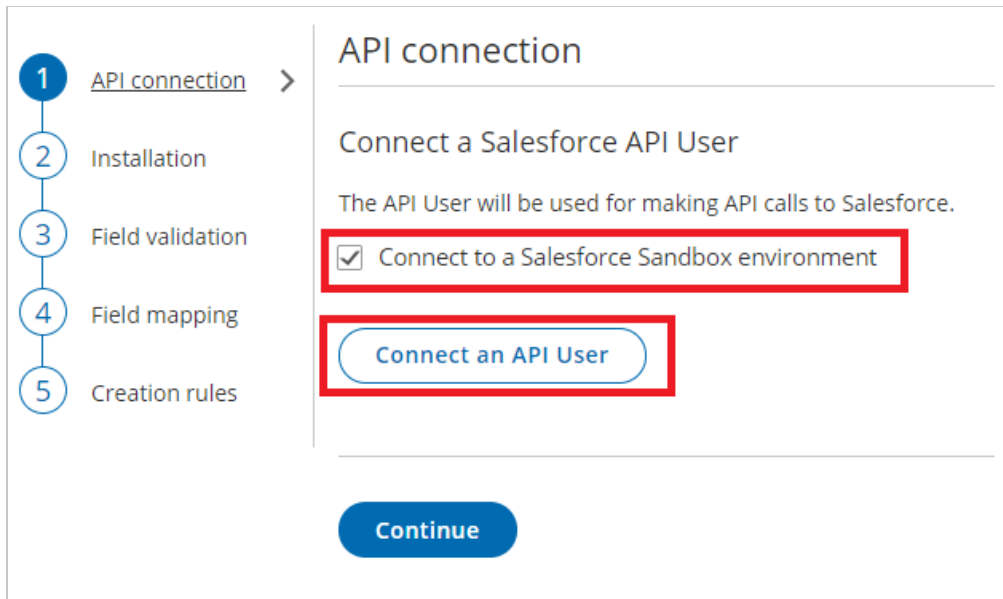 1 API connection
2 Installation
3 Field validation
4 Field mapping
5 Creation rules
API connection
Connect a Salesforce API User
The API User will be used for making API calls to Salesforce.
Connect to a Salesforce Sandbox environment
Connect an API User
Continue